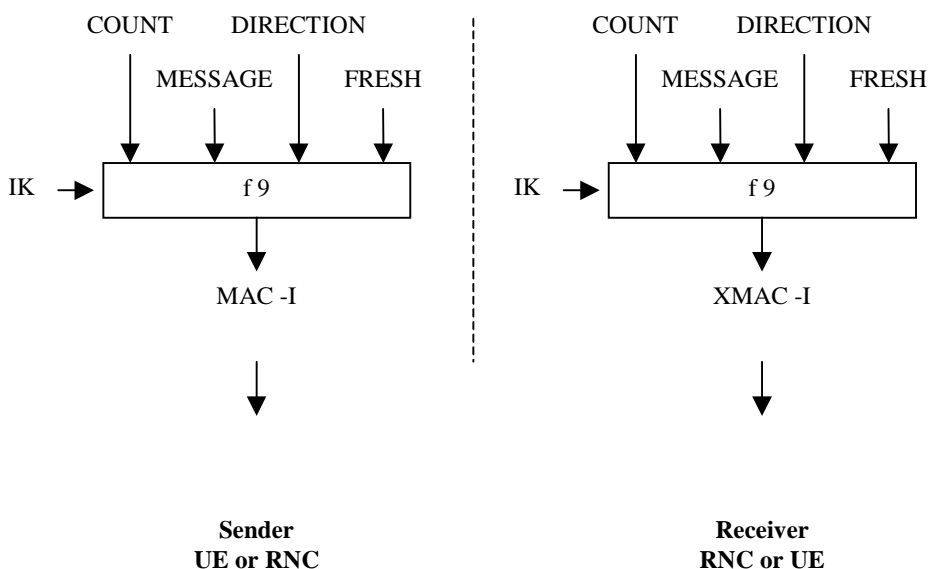 COUNT DIRECTION
MESSAGE FRESH
IK f 9
MAC -I
Sender
UE or RNC
COUNT DIRECTION
MESSAGE FRESH
IK f 9
XMAC -I
Receiver
RNC or UE